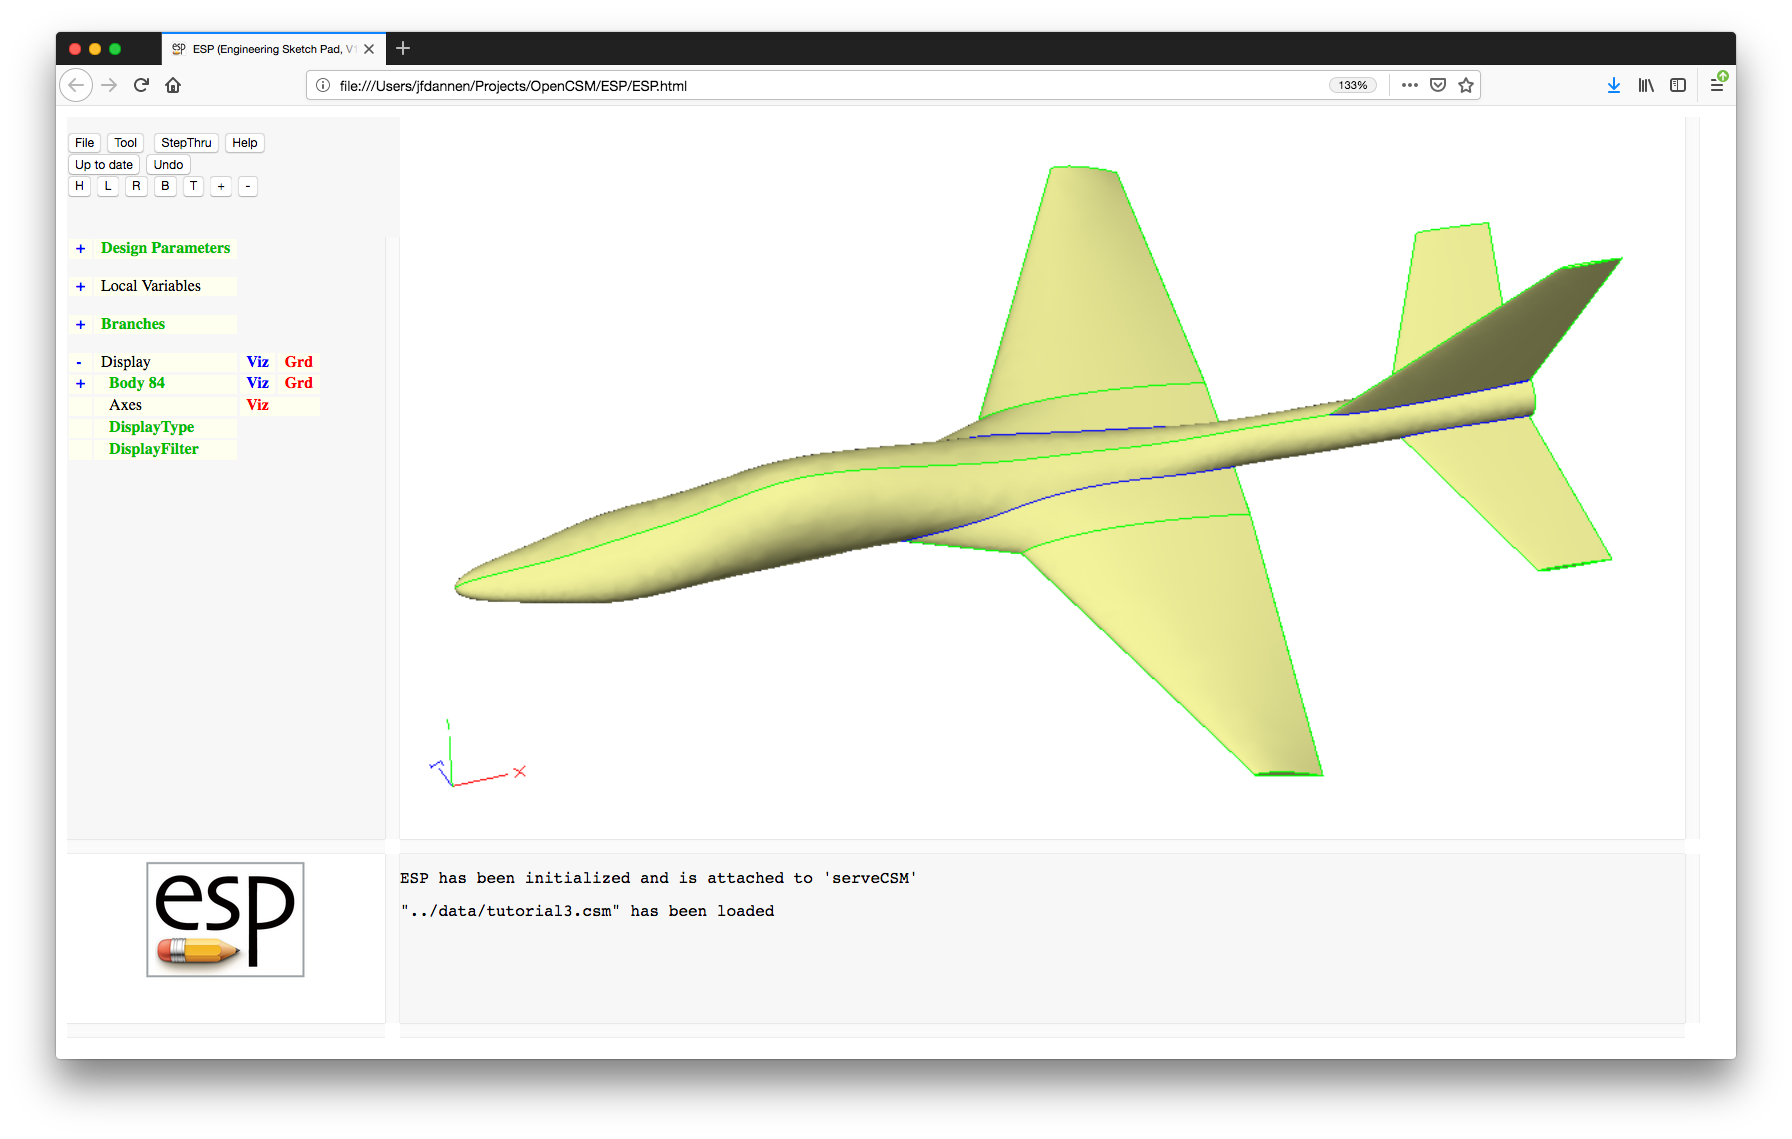 esp ESP (Engineering Sketch Pad, V1
file:///Users/jfdannen/Projects/OpenCSM/ESP/ESP.html 133%
File Tool StepThru Help
Up to date Undo
H L R B T + -
+ Design Parameters
+ Local Variables
+ Branches
- Display Viz Grd
+ Body 84 Viz Grd
Axes Viz
DisplayType
DisplayFilter
Y
Z X
esp
ESP has been initialized and is attached to 'serveCSM'
"../data/tutorial3.csm" has been loaded